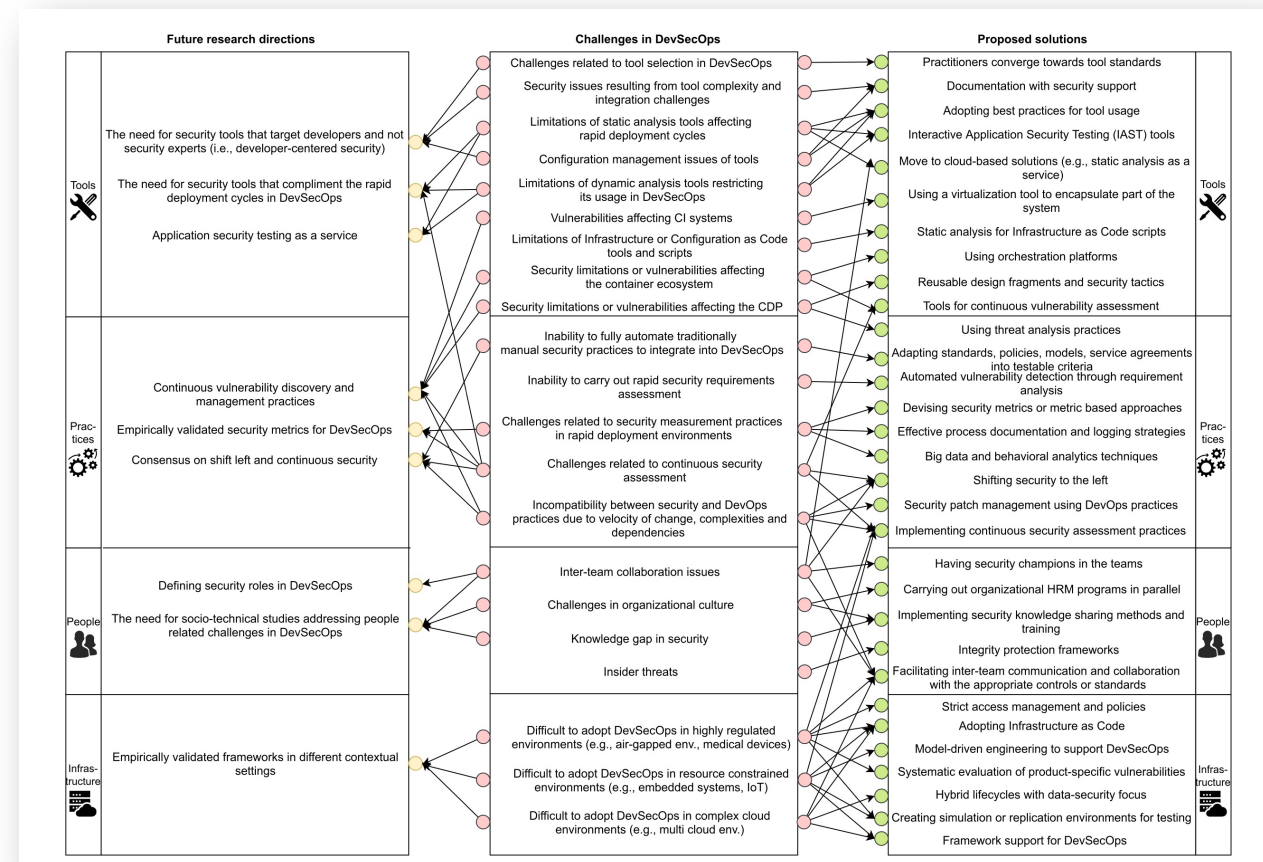 Future research directions
Challenges in DevSecOps
Proposed solutions
Tools
The need for security tools that target developers and not
security experts (i.e., developer-centered security)
The need for security tools that compliment the rapid
deployment cycles in DevSecOps
Application security testing as a service
Prac-
tices
Continuous vulnerability discovery and
management practices
Empirically validated security metrics for DevSecOps
Consensus on shift left and continuous security
People
Defining security roles in DevSecOps
The need for socio-technical studies addressing people
related challenges in DevSecOps
Infras-
tructure
Empirically validated frameworks in different contextual
settings
Challenges related to tool selection in DevSecOps
Security issues resulting from tool complexity and
integration challenges
Limitations of static analysis tools affecting
rapid deployment cycles
Configuration management issues of tools
Limitations of dynamic analysis tools restricting
its usage in DevSecOps
Vulnerabilities affecting CI systems
Limitations of Infrastructure or Configuration as Code
tools and scripts
Security limitations or vulnerabilities affecting
the container ecosystem
Security limitations or vulnerabilities affecting the CDP
Inability to fully automate traditionally
manual security practices to integrate into DevSecOps
Inability to carry out rapid security requirements
assessment
Challenges related to security measurement practices
in rapid deployment environments
Challenges related to continuous security
assessment
Incompatibility between security and DevOps
practices due to velocity of change, complexities and
dependencies
Inter-team collaboration issues
Challenges in organizational culture
Knowledge gap in security
Insider threats
Difficult to adopt DevSecOps in highly regulated
environments (e.g., air-gapped env., medical devices)
Difficult to adopt DevSecOps in resource constrained
environments (e.g., embedded systems, IoT)
Difficult to adopt DevSecOps in complex cloud
environments (e.g., multi cloud env.)
Practitioners converge towards tool standards
Documentation with security support
Adopting best practices for tool usage
Interactive Application Security Testing (IAST) tools
Move to cloud-based solutions (e.g., static analysis as a
service)
Using a virtualization tool to encapsulate part of the
system
Static analysis for Infrastructure as Code scripts
Using orchestration platforms
Reusable design fragments and security tactics
Tools for continuous vulnerability assessment
Tools
Using threat analysis practices
Adapting standards, policies, models, service agreements
into testable criteria
Automated vulnerability detection through requirement
analysis
Devising security metrics or metric based approaches
Effective process documentation and logging strategies
Big data and behavioral analytics techniques
Shifting security to the left
Security patch management using DevOps practices
Implementing continuous security assessment practices
Prac-
tices
Having security champions in the teams
Carrying out organizational HRM programs in parallel
Implementing security knowledge sharing methods and
training
Integrity protection frameworks
Facilitating inter-team communication and collaboration
with the appropriate controls or standards
People
Strict access management and policies
Adopting Infrastructure as Code
Model-driven engineering to support DevSecOps
Systematic evaluation of product-specific vulnerabilities
Hybrid lifecycles with data-security focus
Creating simulation or replication environments for testing
Framework support for DevSecOps
Infras-
tructure